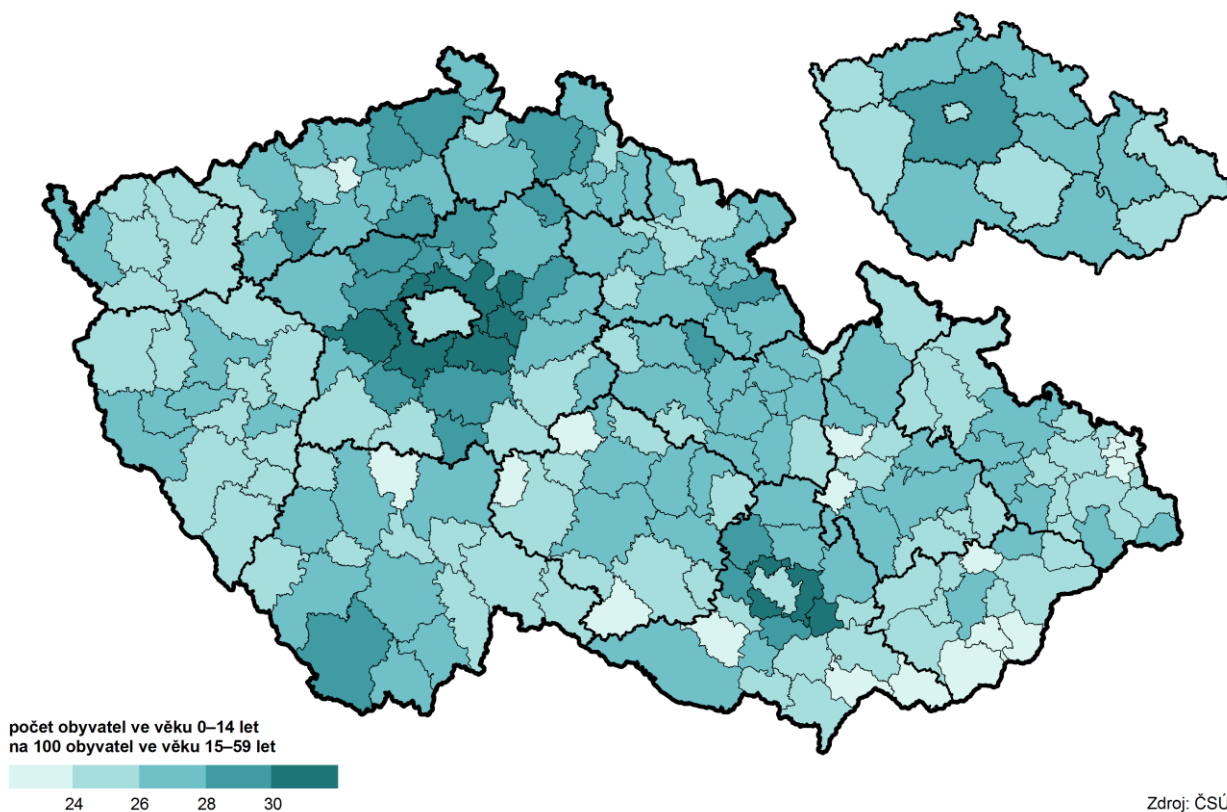 počet obyvatel ve věku 0–14 let
na 100 obyvatel ve věku 15–59 let
24 26 28 30
Zdroj: ČSÚ